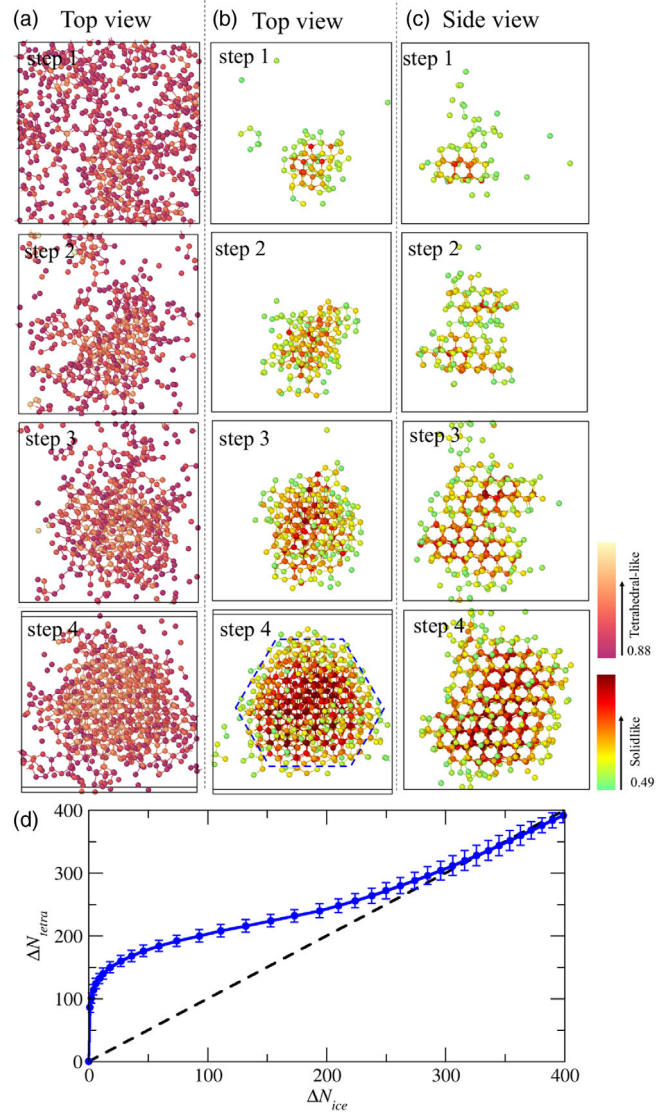 (a) Top view (b) Top view (c) Side view
step 1 step 1 step 1
step 2 step 2 step 2
step 3 step 3 step 3
step 4 step 4 step 4
Tetrahedral-like
0.88
Solidlike
0.49
(d)
400
300
200
100
0
ΔN_tetra
0 100 200 300 400
ΔN_ice